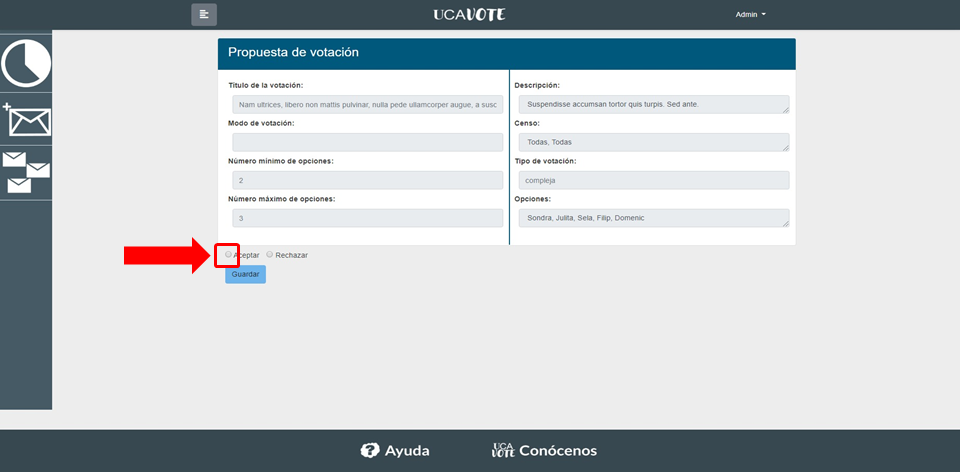 UCAVOTE
Admin
Propuesta de votación
Título de la votación:
Nam ultrices, libero non mattis pulvinar, nulla pede ullamcorper augue, a susc
Modo de votación:
Número mínimo de opciones:
2
Número máximo de opciones:
3
Descripción:
Suspendisse accumsan tortor quis turpis. Sed ante.
Censo:
Todas, Todas
Tipo de votación:
compleja
Opciones:
Sondra, Julita, Sela, Filip, Domenic
Aceptar Rechazar
Guardar
Ayuda
UCA VOTE Conócenos